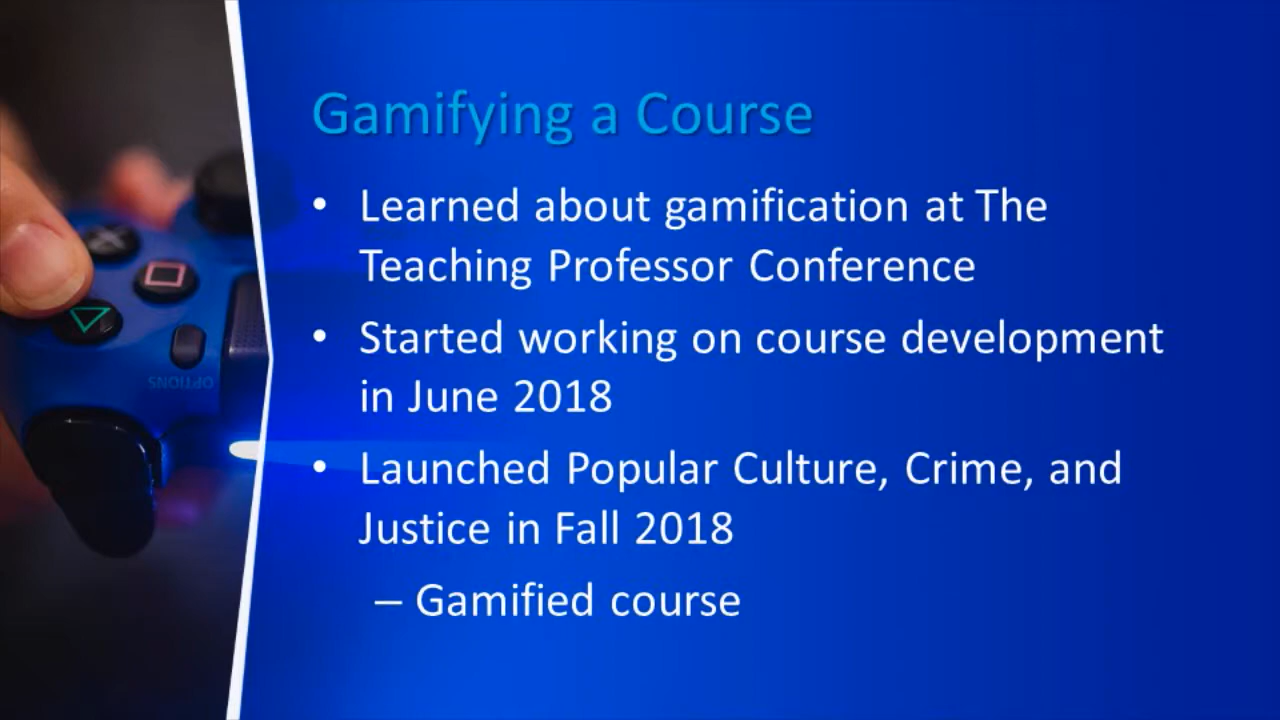 Gamifying a Course
• Learned about gamification at The
Teaching Professor Conference
• Started working on course development
in June 2018
• Launched Popular Culture, Crime, and
Justice in Fall 2018
– Gamified course
OPTIONS